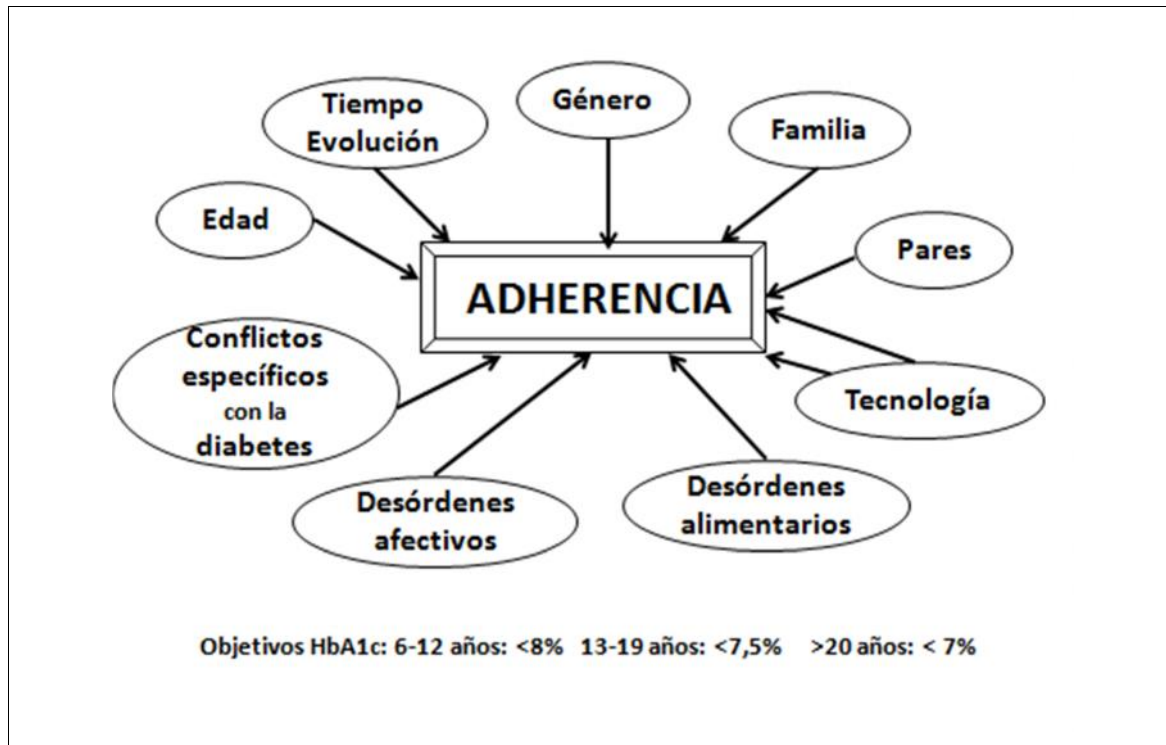 Tiempo
Evolución
Género
Familia
Edad
Pares
ADHERENCIA
Conflictos
específicos
con la
diabetes
Tecnología
Desórdenes
afectivos
Desórdenes
alimentarios
Objetivos HbA1c: 6-12 años: <8% 13-19 años: <7,5% >20 años: < 7%